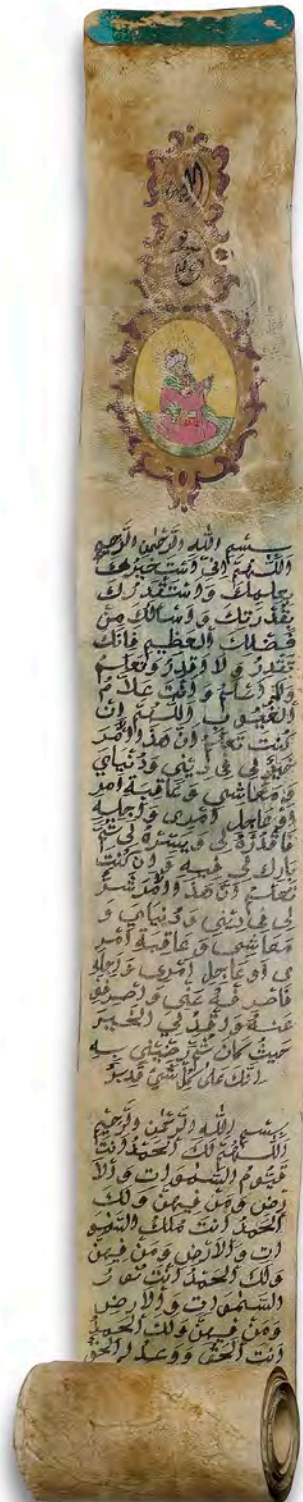 بسم الله الرحمن الرحيم
اللهم اني استخيرك
بعلمك واستقدرك
بقدرتك واسالك من
فضلك العظيم فانك
تقدر ولا اقدر وتعلم
ولا اعلم وانت علام
الغيوب اللهم ان
كنت تعلم ان هذا الامر
خير لي في ديني ودنياي
ومعاشي وعاقبة امر
او عاجل امري واجليه
فاقدره لي ويسره لي ثم
بارك لي فيه وان كنت
تعلم ان هذا الامر شر
لي في ديني ودنياي و
معاشي وعاقبة امر
ي او عاجل امري واجله
فاصرفه عني واصرفني
عنه واقدر لي الخير
حيث كان ثم رضيني به
انك على كل شيء قدير
بسم الله الرحمن الرحيم
اللهم لك الحمد انت
قيوم السموات والا
رض ومن فيهن ولك
الحمد انت ملك السمو
ات والارض ومن فيهن
ولك الحمد انت نور
السموات والارض
ومن فيهن ولك الحمد
انت الحق ووعدك الحق